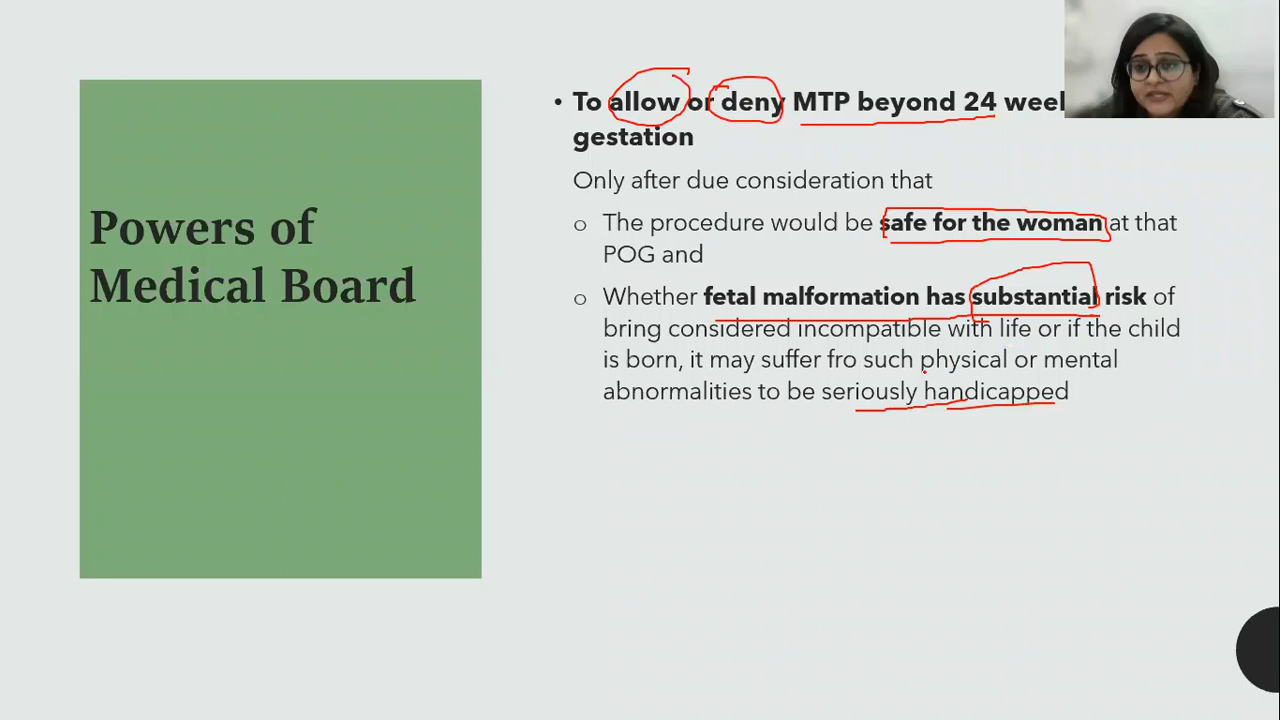 Powers of
Medical Board
• To allow or deny MTP beyond 24
gestation
Only after due consideration that
o The procedure would be safe for the woman at that
POG and
o Whether fetal malformation has substantial risk of
bring considered incompatible with life or if the child
is born, it may suffer fro such physical or mental
abnormalities to be seriously handicapped